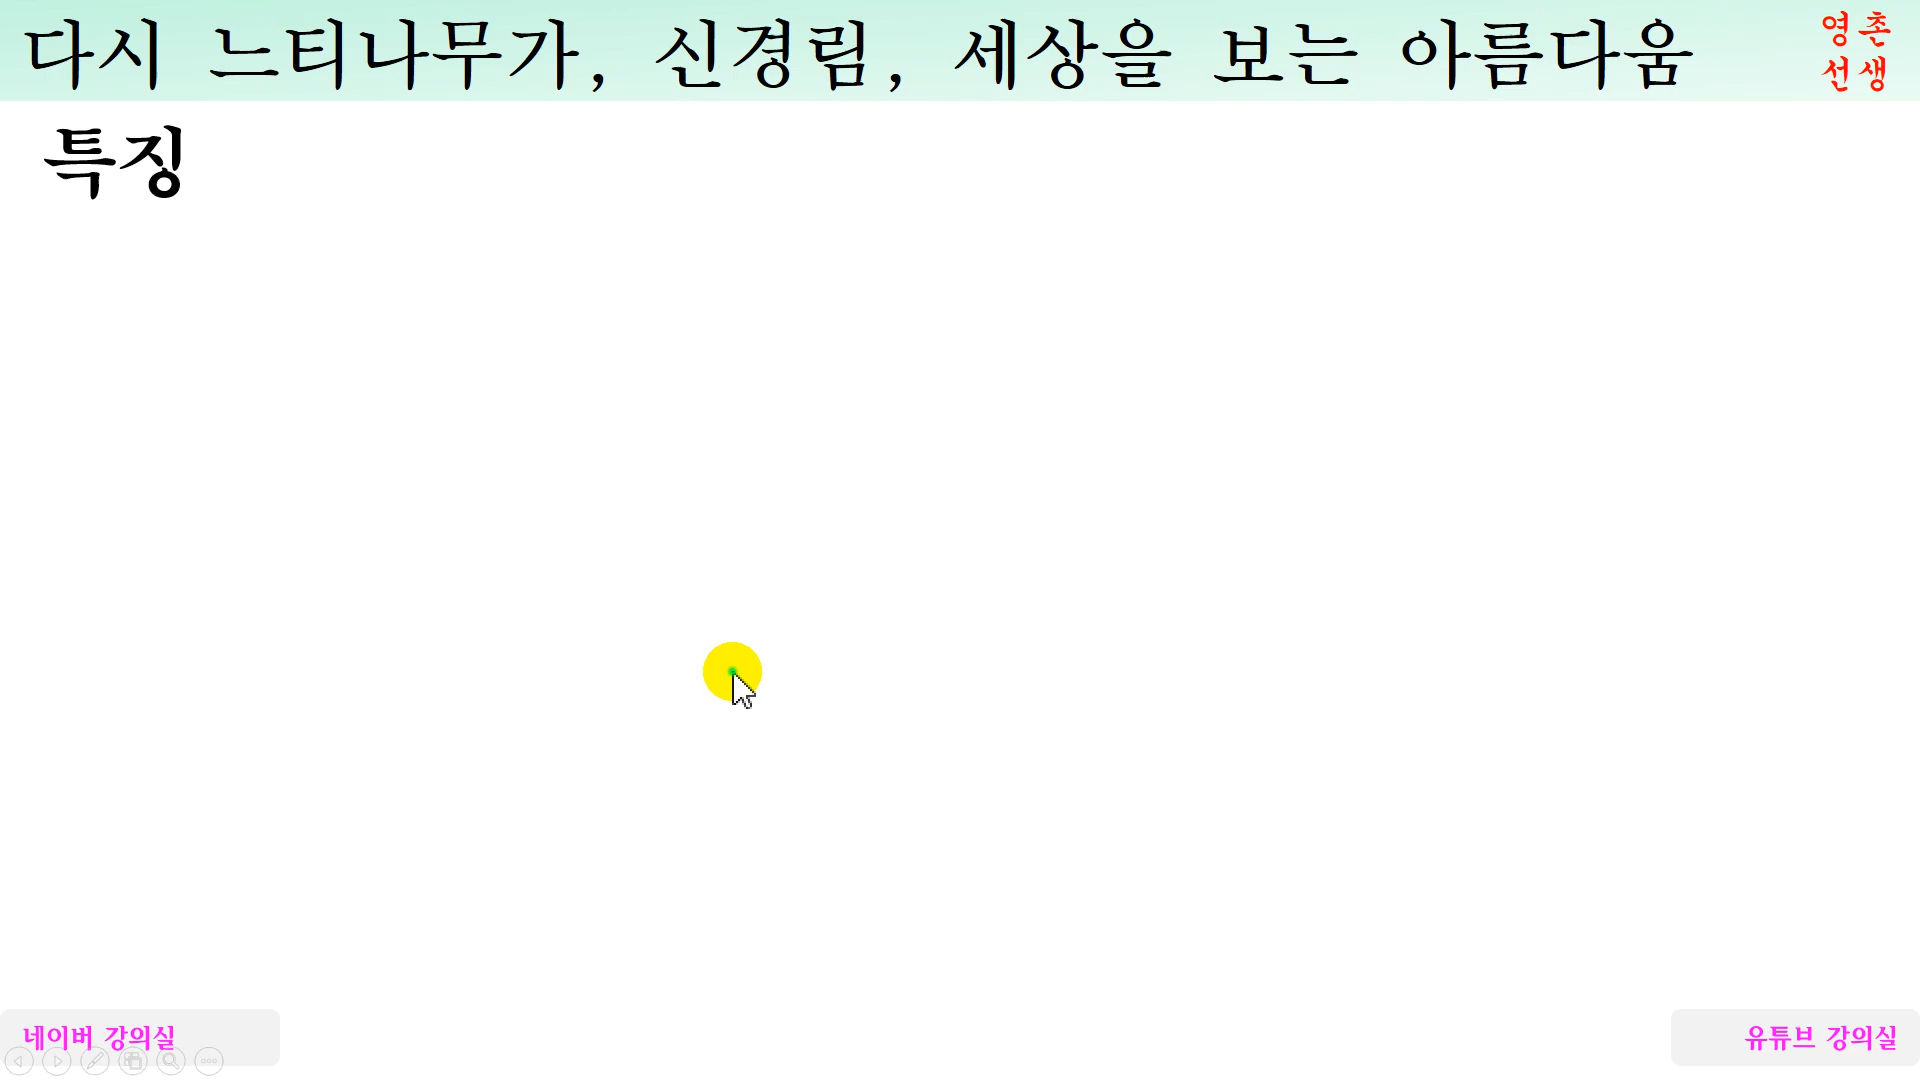 다시 느티나무가, 신경림, 세상을 보는 아름다움
영촌
선생
특징
네이버 강의실
유튜브 강의실